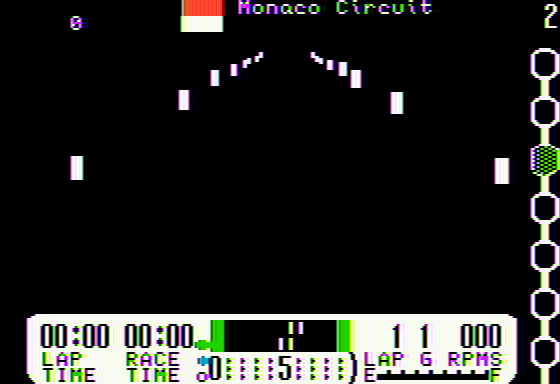 Monaco Circuit
0
2
00:00 00:00 1 1 000
LAP TIME RACE TIME 0 5 LAP G RPMS
E F